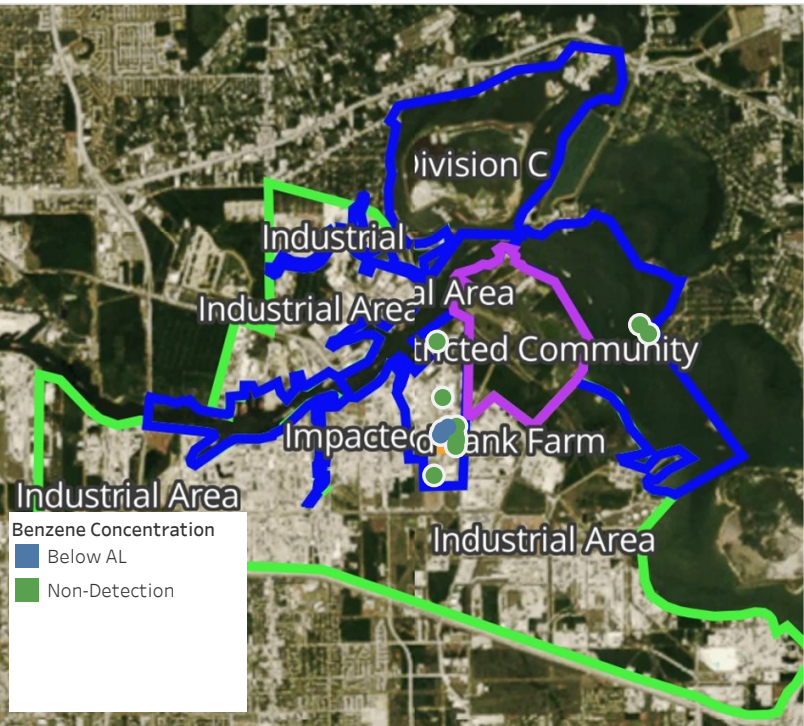 Division C
Industrial
al Area
Industrial Area
tricted Community
Impacted Tank Farm
Industrial Area
Industrial Area
Benzene Concentration
Below AL
Non-Detection